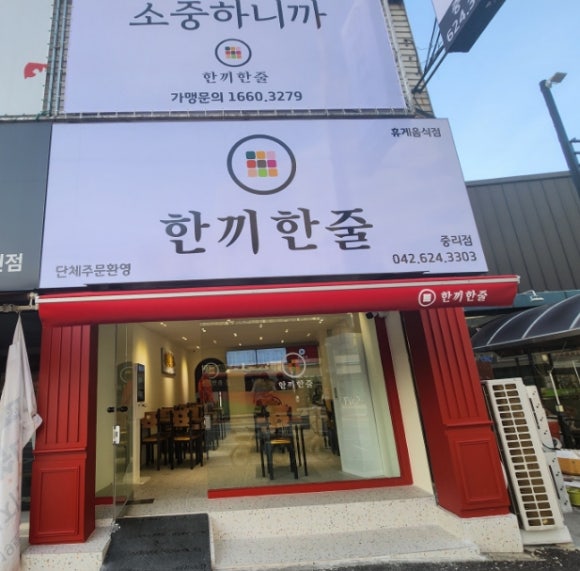 소중하니까
한끼한줄
가맹문의 1660.3279
휴게음식점
한끼한줄
중리점
042.624.3303
단체주문환영
한끼한줄
한끼한줄